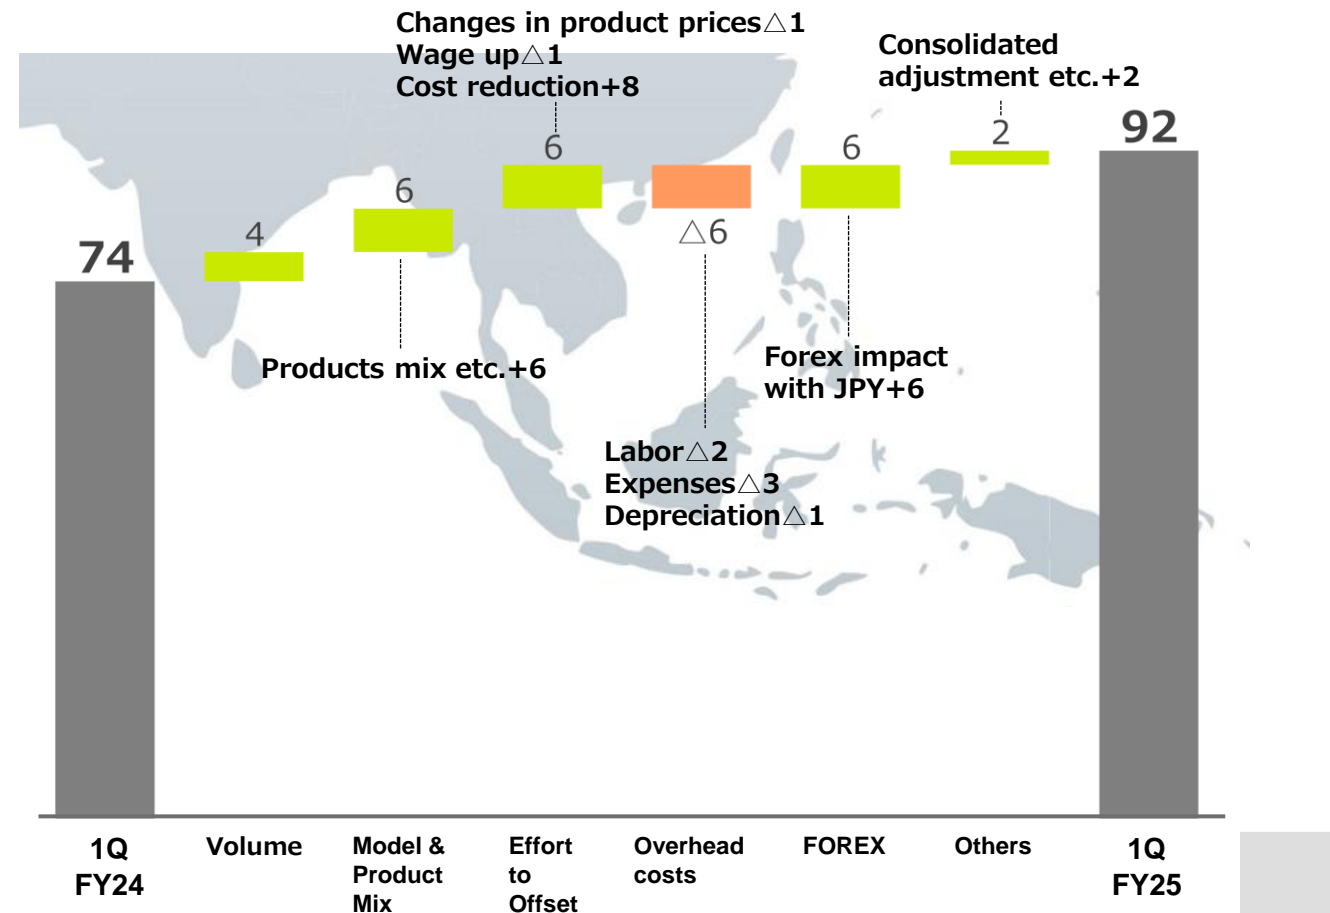 Changes in product prices△1
Wage up△1
Cost reduction+8
Consolidated
adjustment etc.+2
74
4
6
6
△6
6
2
92
Products mix etc.+6
Forex impact
with JPY+6
Labor△2
Expenses△3
Depreciation△1
1Q
FY24
Volume
Model &
Product
Mix
Effort
to
Offset
Overhead
costs
FOREX
Others
1Q
FY25